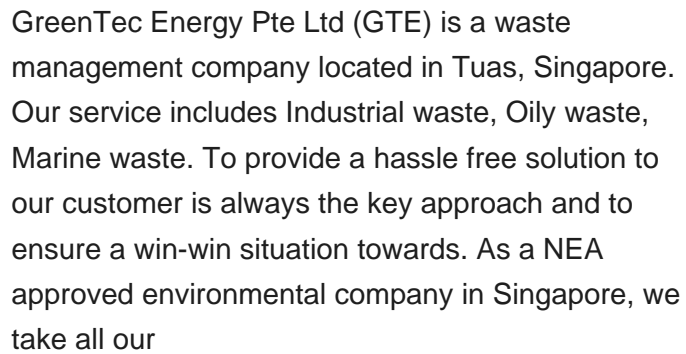 GreenTec Energy Pte Ltd (GTE) is a waste
management company located in Tuas, Singapore.
Our service includes Industrial waste, Oily waste,
Marine waste. To provide a hassle free solution to
our customer is always the key approach and to
ensure a win-win situation towards. As a NEA
approved environmental company in Singapore, we
take all our